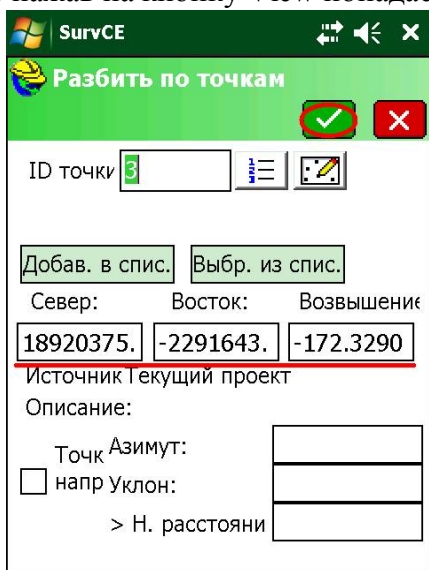 SurvCE
Разбить по точкам
ID точки 3
Добав. в спис. Выбр. из спис.
Север: Восток: Возвышение
18920375. -2291643. -172.3290
Источник Текущий проект
Описание:
Точк Азимут:
напр Уклон:
> Н. расстояни